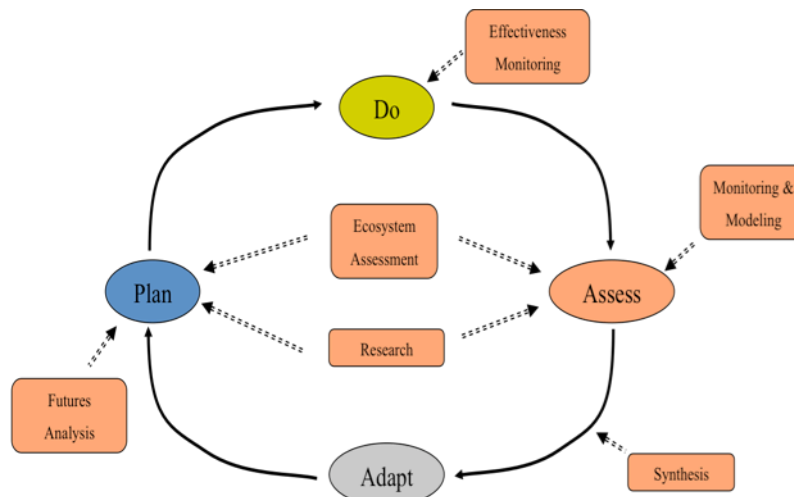 Effectiveness
Monitoring
Do
Monitoring &
Modeling
Ecosystem
Assessment
Plan
Assess
Research
Futures
Analysis
Adapt
Synthesis